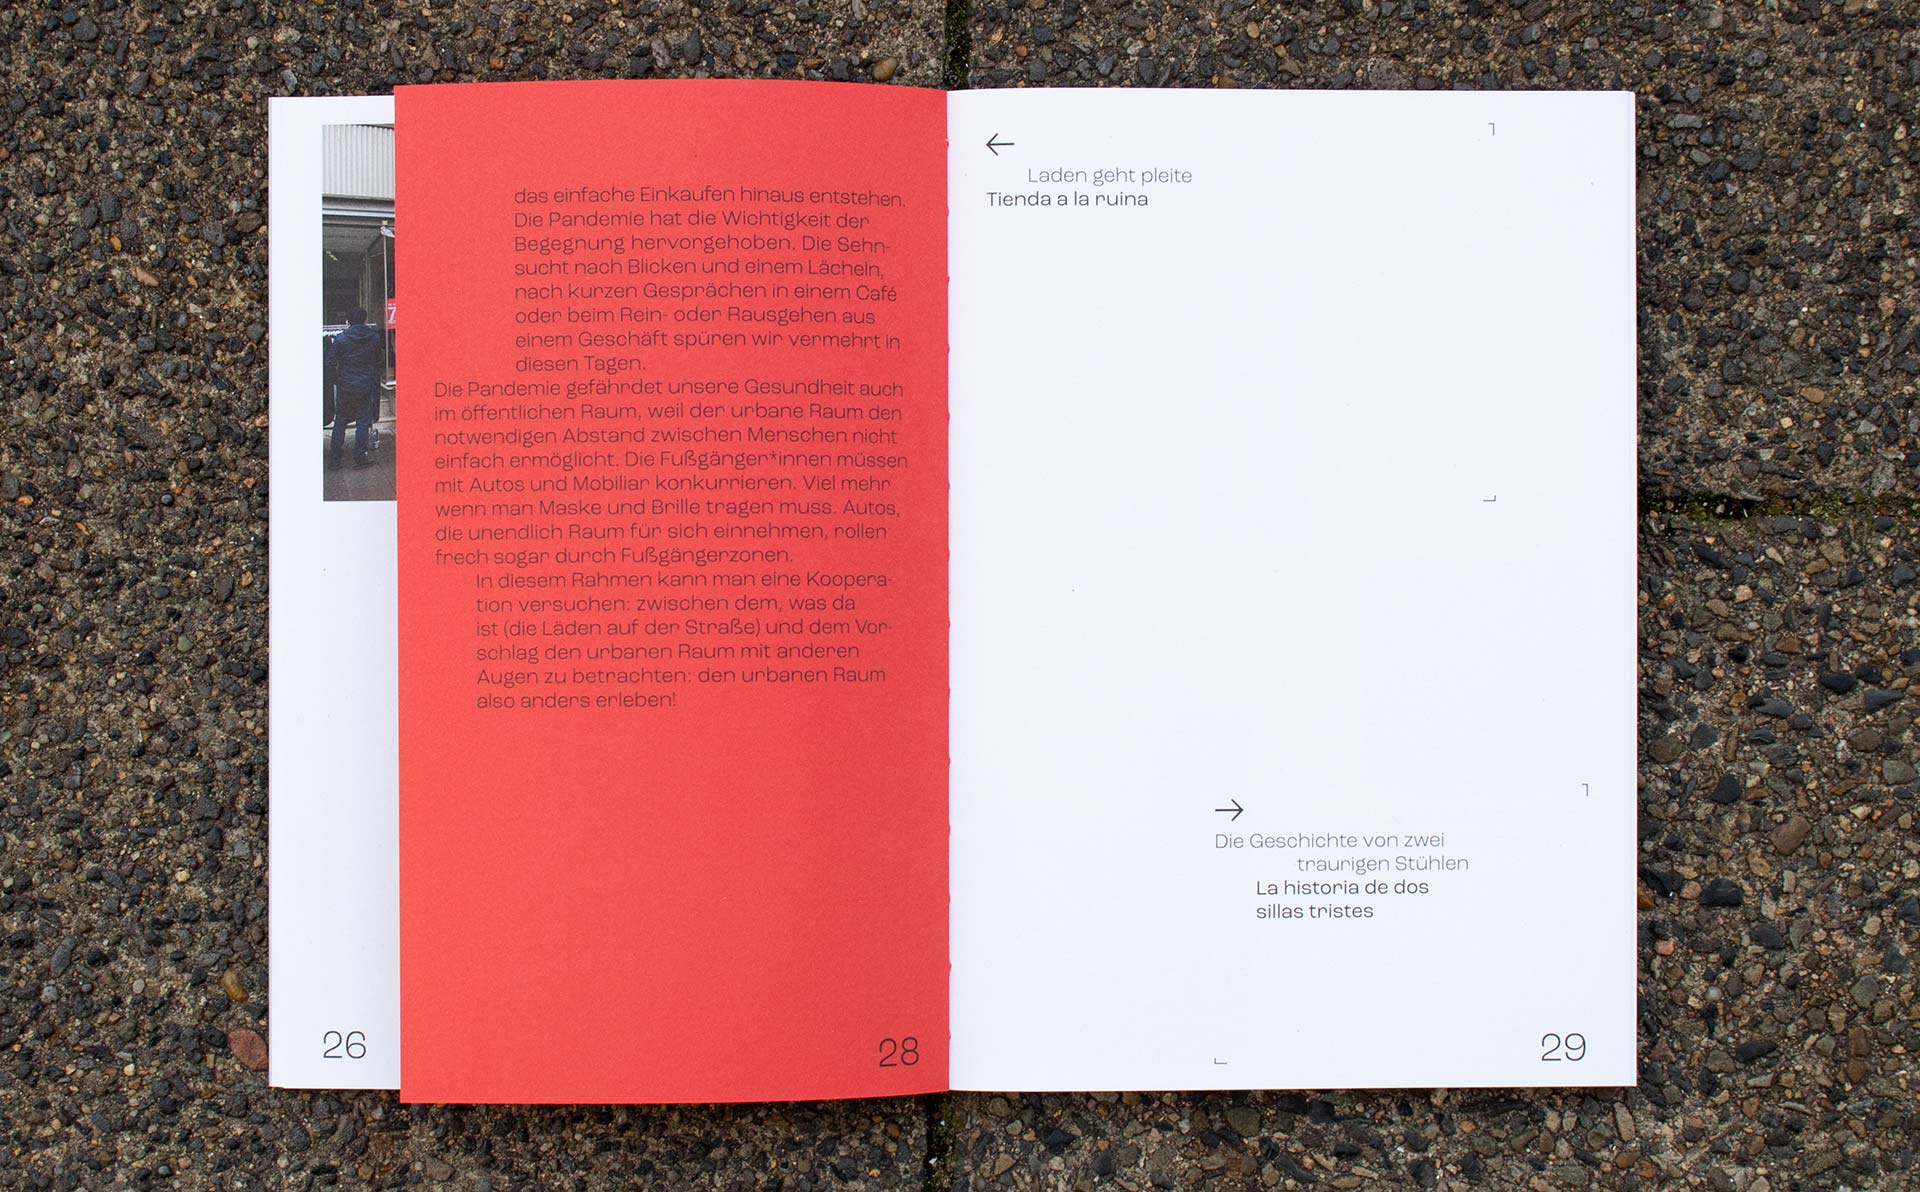 das einfache Einkaufen hinaus entstehen.
Die Pandemie hat die Wichtigkeit der
Begegnung hervorgehoben. Die Sehn-
sucht nach Blicken und einem Lächeln,
nach kurzen Gesprächen in einem Café
oder beim Rein- oder Rausgehen aus
einem Geschäft spüren wir vermehrt in
diesen Tagen.
Die Pandemie gefährdet unsere Gesundheit auch
im öffentlichen Raum, weil der urbane Raum den
notwendigen Abstand zwischen Menschen nicht
einfach ermöglicht. Die Fußgänger*innen müssen
mit Autos und Mobiliar konkurrieren. Viel mehr
wenn man Maske und Brille tragen muss. Autos,
die unendlich Raum für sich einnehmen, rollen
frech sogar durch Fußgängerzonen.
In diesem Rahmen kann man eine Koopera-
tion versuchen: zwischen dem, was da
ist (die Läden auf der Straße) und dem Vor-
schlag den urbanen Raum mit anderen
Augen zu betrachten: den urbanen Raum
also anders erleben!
26
28
←
Laden geht pleite
Tienda a la ruina
→
Die Geschichte von zwei
traurigen Stühlen
La historia de dos
sillas tristes
29